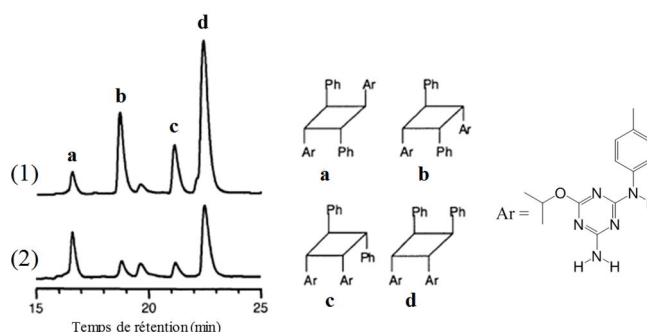 d
b
c
a
(1)
(2)
15 20 25
Temps de rétention (min)
Ph Ar
Ar Ph
a
Ph
Ar
Ar
b
Ph
Ph
Ar Ar
c
Ph Ph
Ar Ar
d
Ar =
O N N
N N
N
H H